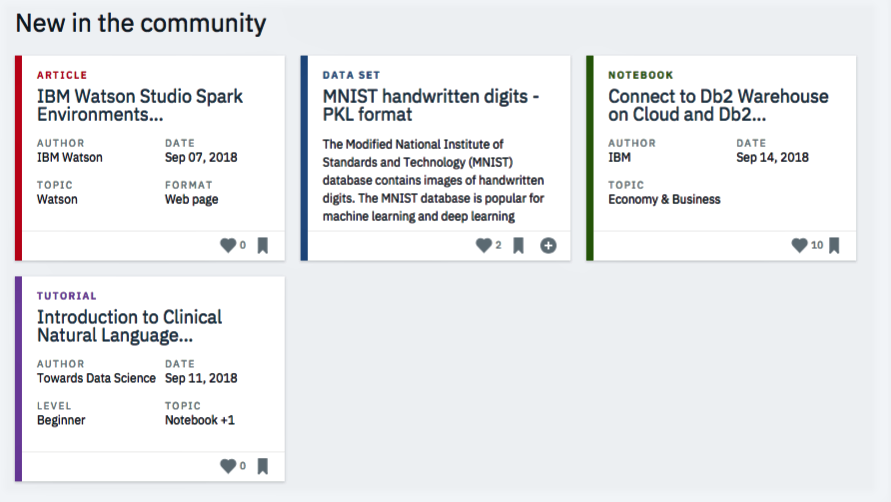 New in the community
ARTICLE
IBM Watson Studio Spark
Environments...
AUTHOR DATE
IBM Watson Sep 07, 2018
TOPIC FORMAT
Watson Web page
0
DATA SET
MNIST handwritten digits -
PKL format
The Modified National Institute of
Standards and Technology (MNIST)
database contains images of handwritten
digits. The MNIST database is popular for
machine learning and deep learning
2
NOTEBOOK
Connect to Db2 Warehouse
on Cloud and Db2...
AUTHOR DATE
IBM Sep 14, 2018
TOPIC
Economy & Business
10
TUTORIAL
Introduction to Clinical
Natural Language...
AUTHOR DATE
Towards Data Science Sep 11, 2018
LEVEL TOPIC
Beginner Notebook +1
0